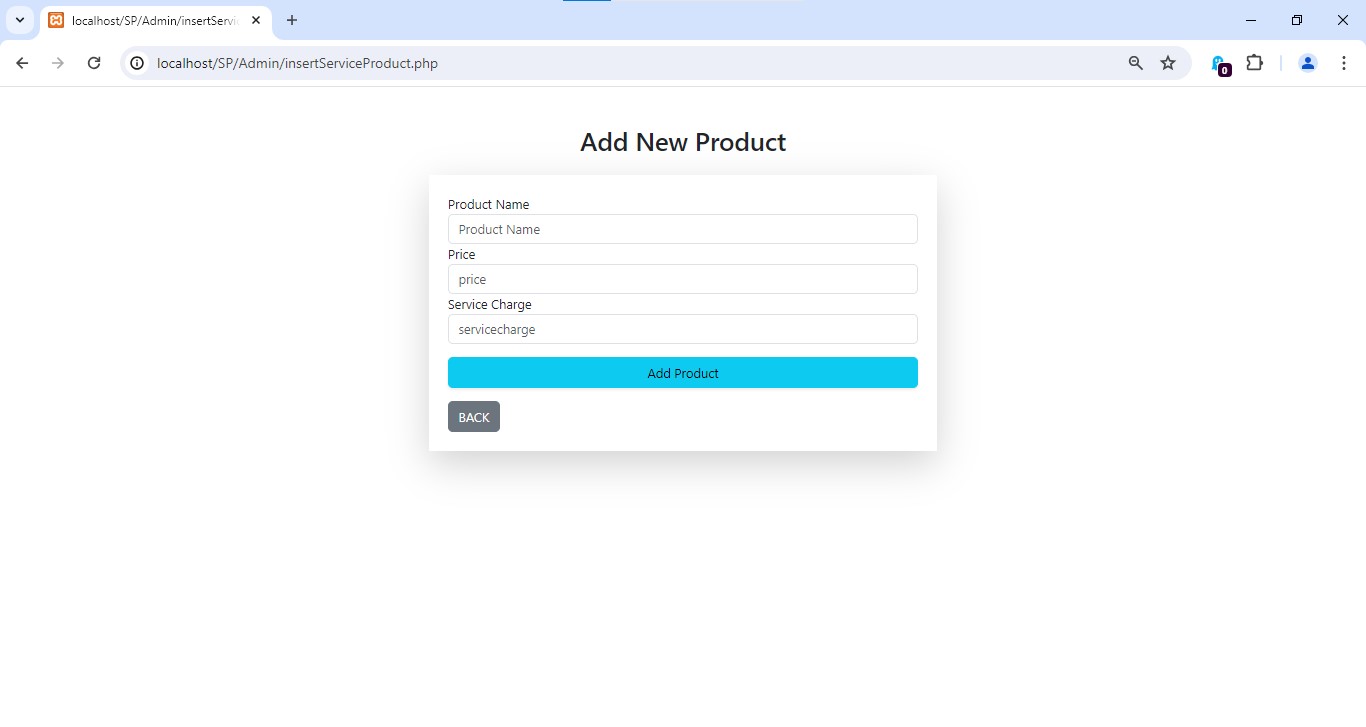 localhost/SP/Admin/insertServi
localhost/SP/Admin/insertServiceProduct.php
0
Add New Product
Product Name
Product Name
Price
price
Service Charge
servicecharge
Add Product
BACK